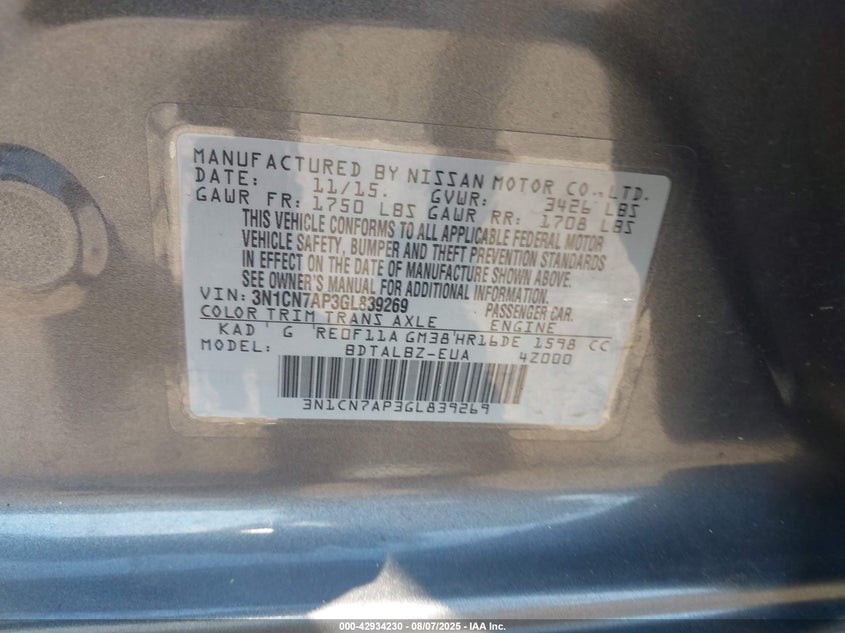 MANUFACTURED BY NISSAN MOTOR CO.,LTD.
DATE: 11/15. GVWR: 3426 LBS
GAWR FR: 1750 LBS GAWR RR: 1708 LBS
THIS VEHICLE CONFORMS TO ALL APPLICABLE FEDERAL MOTOR
VEHICLE SAFETY, BUMPER AND THEFT PREVENTION STANDARDS
IN EFFECT ON THE DATE OF MANUFACTURE SHOWN ABOVE.
SEE OWNER'S MANUAL FOR ADDITIONAL INFORMATION.
VIN: 3N1CN7AP3GL839269 PASSENGER CAR.
COLOR TRIM TRANS AXLE ENGINE
KAD ' G 'RE0F11A GM38'HR16DE 1598 CC
MODEL: BDTALBZ-EUA 4Z000
3N1CN7AP3GL839269
000-42934230 - 08/07/2025 - IAA Inc.